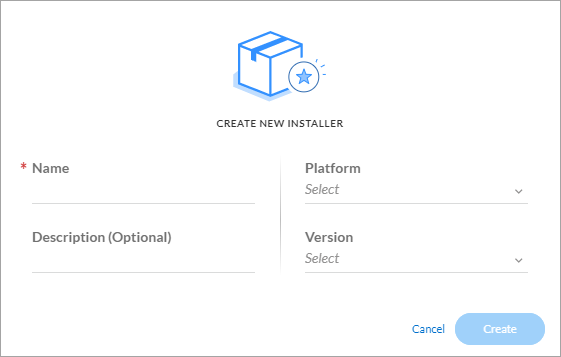 CREATE NEW INSTALLER
* Name
Platform
Select
Description (Optional)
Version
Select
Cancel
Create